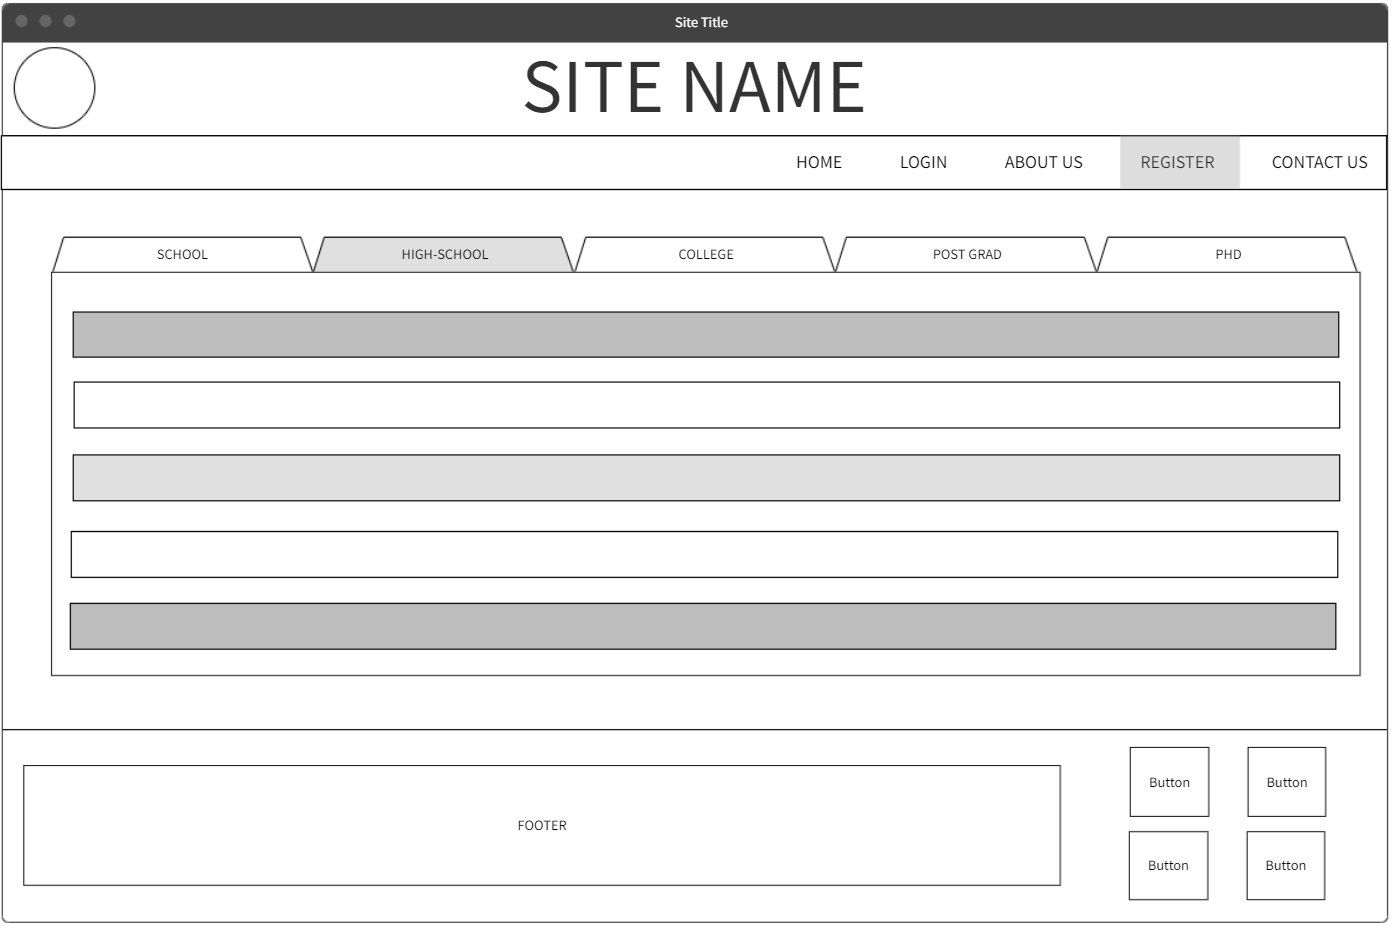 Site Title
SITE NAME
HOME LOGIN ABOUT US REGISTER CONTACT US
SCHOOL HIGH-SCHOOL COLLEGE POST GRAD PHD
Button Button
FOOTER
Button Button